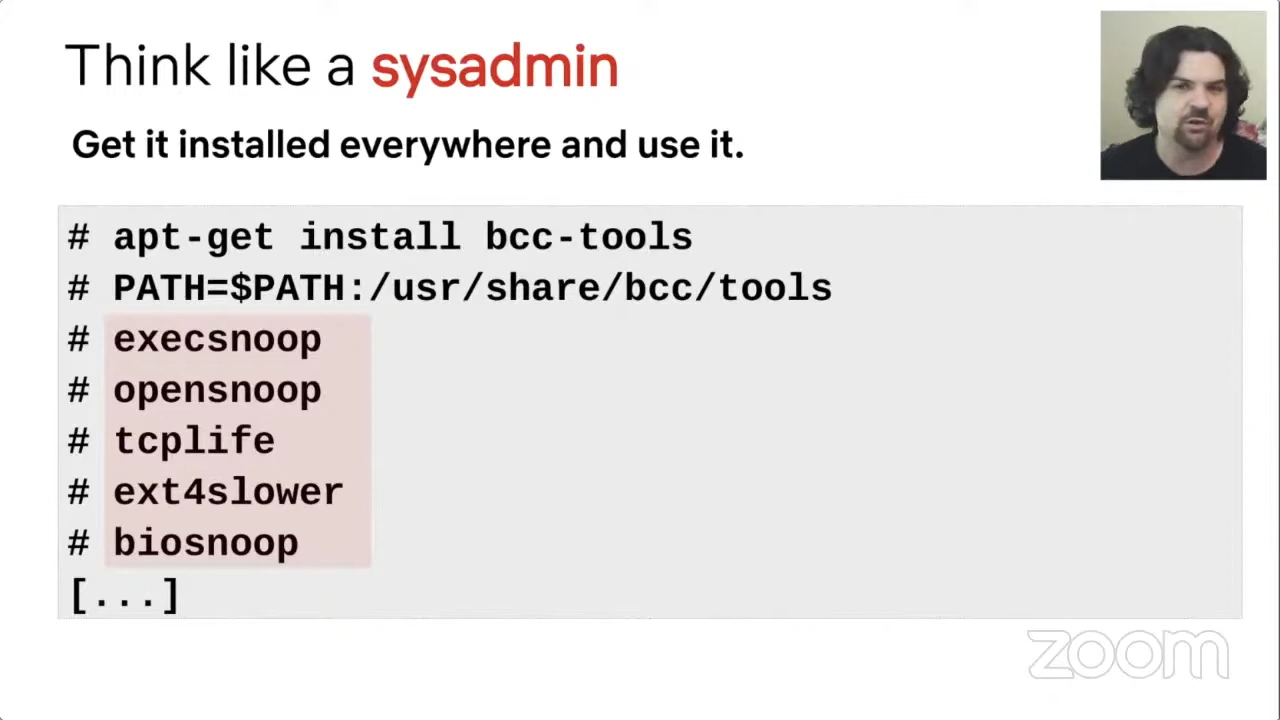 Think like a sysadmin
Get it installed everywhere and use it.
# apt-get install bcc-tools
# PATH=$PATH:/usr/share/bcc/tools
# execsnoop
# opensnoop
# tcplife
# ext4slower
# biosnoop
[...]
zoom